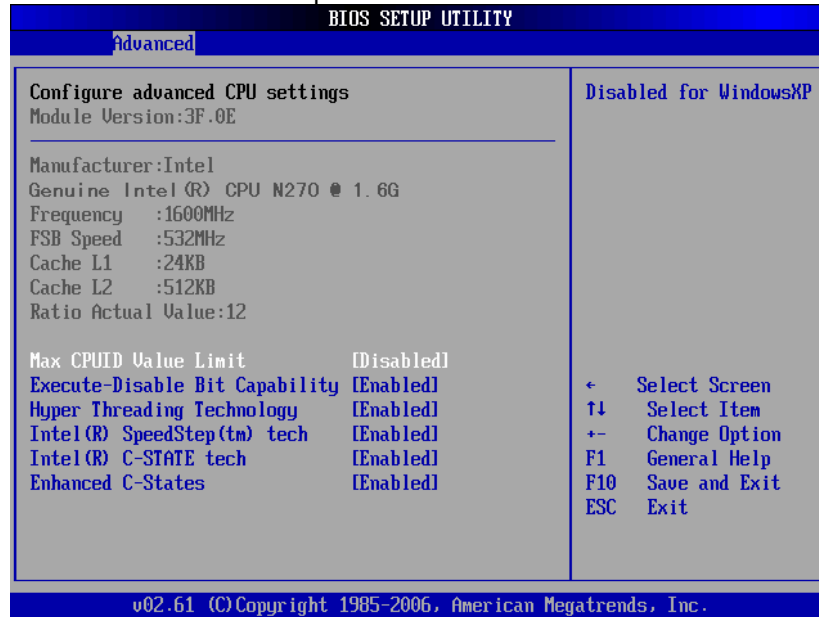 BIOS SETUP UTILITY
Advanced
Configure advanced CPU settings
Module Version:3F.0E
Manufacturer:Intel
Genuine Intel(R) CPU N270 @ 1.6G
Frequency :1600MHz
FSB Speed :532MHz
Cache L1 :24KB
Cache L2 :512KB
Ratio Actual Value:12
Max CPUID Value Limit [Disabled]
Execute-Disable Bit Capability [Enabled]
Hyper Threading Technology [Enabled]
Intel(R) SpeedStep(tm) tech [Enabled]
Intel(R) C-STATE tech [Enabled]
Enhanced C-States [Enabled]
Disabled for WindowsXP
← Select Screen
↑↓ Select Item
+- Change Option
F1 General Help
F10 Save and Exit
ESC Exit
v02.61 (C)Copyright 1985-2006, American Megatrends, Inc.